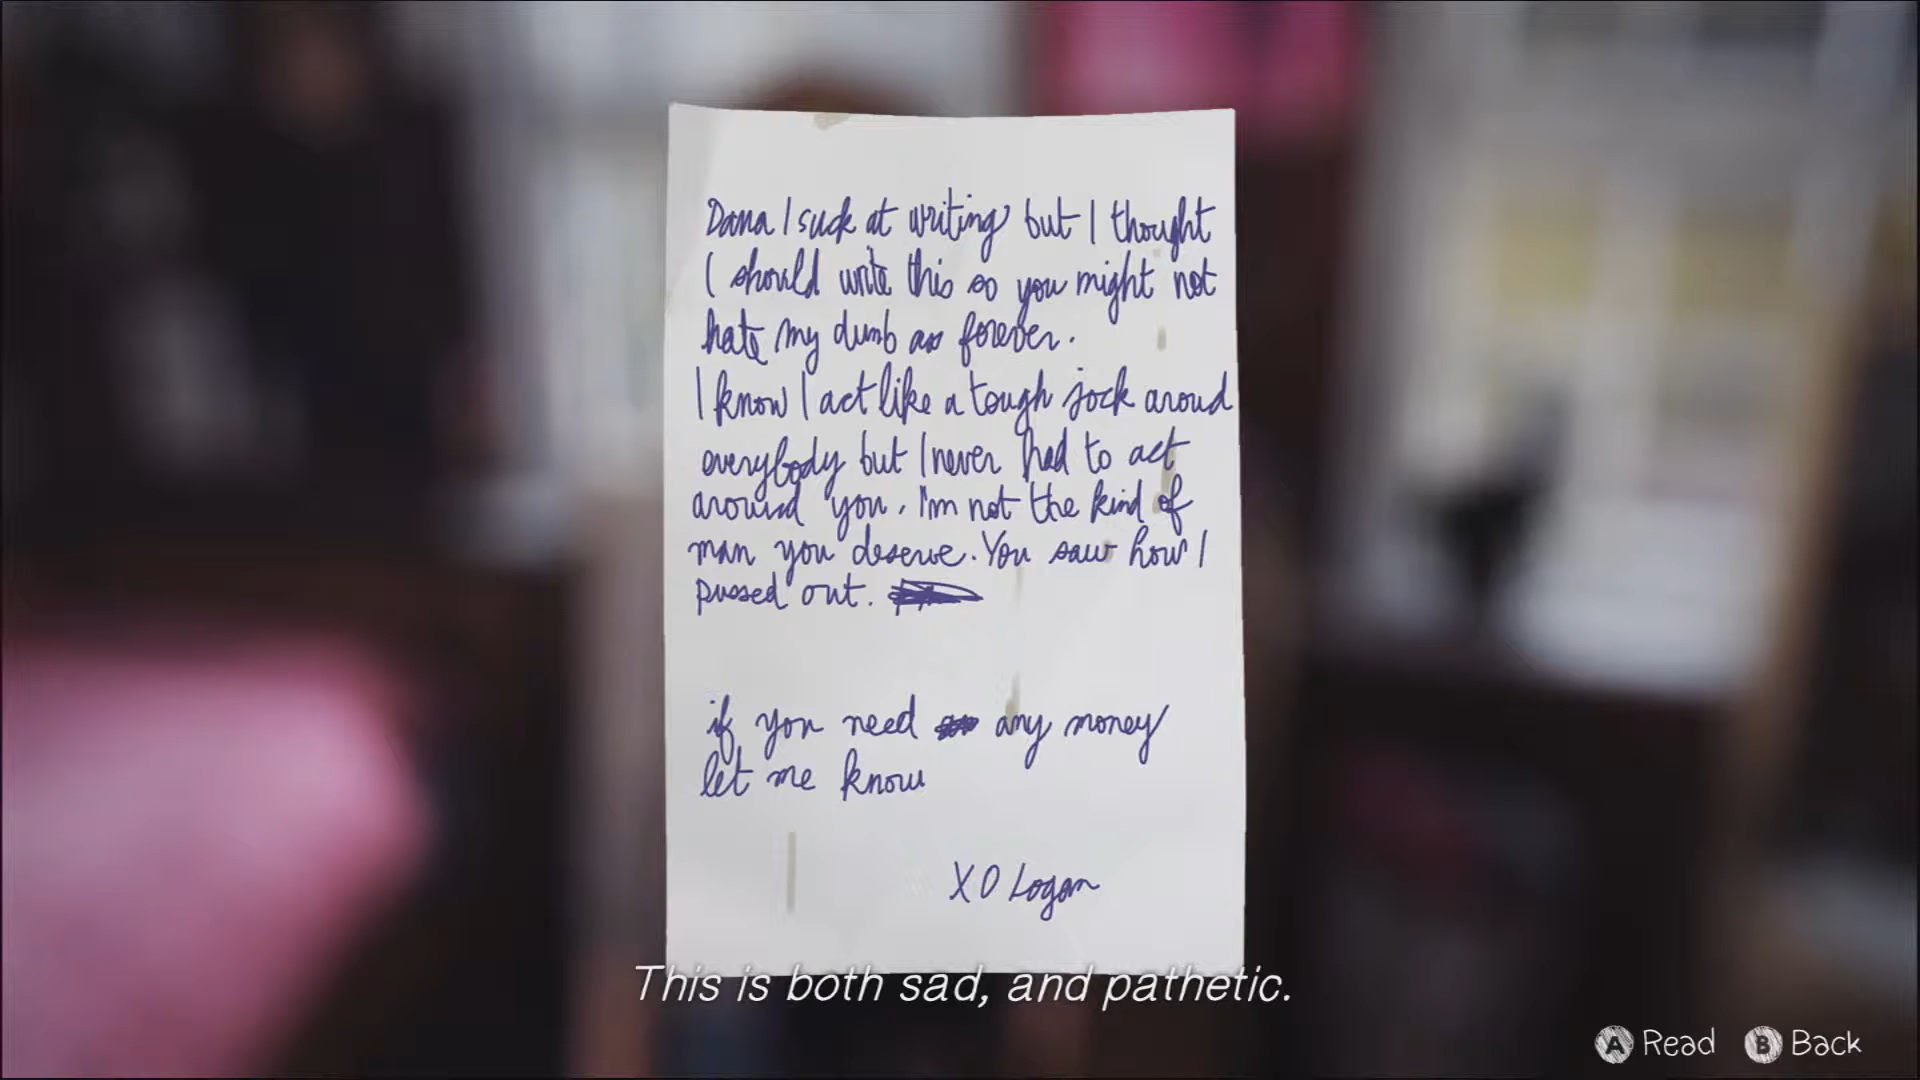 Dana I suck at writing but I thought
I should write this so you might not
hate my dumb ass forever.
I know I act like a tough jock aroud
everybody but I never had to act
around you. I'm not the kind of
man you deserve. You saw how I
pussed out.
if you need any money
let me know
XO Logan
This is both sad, and pathetic.
A Read B Back